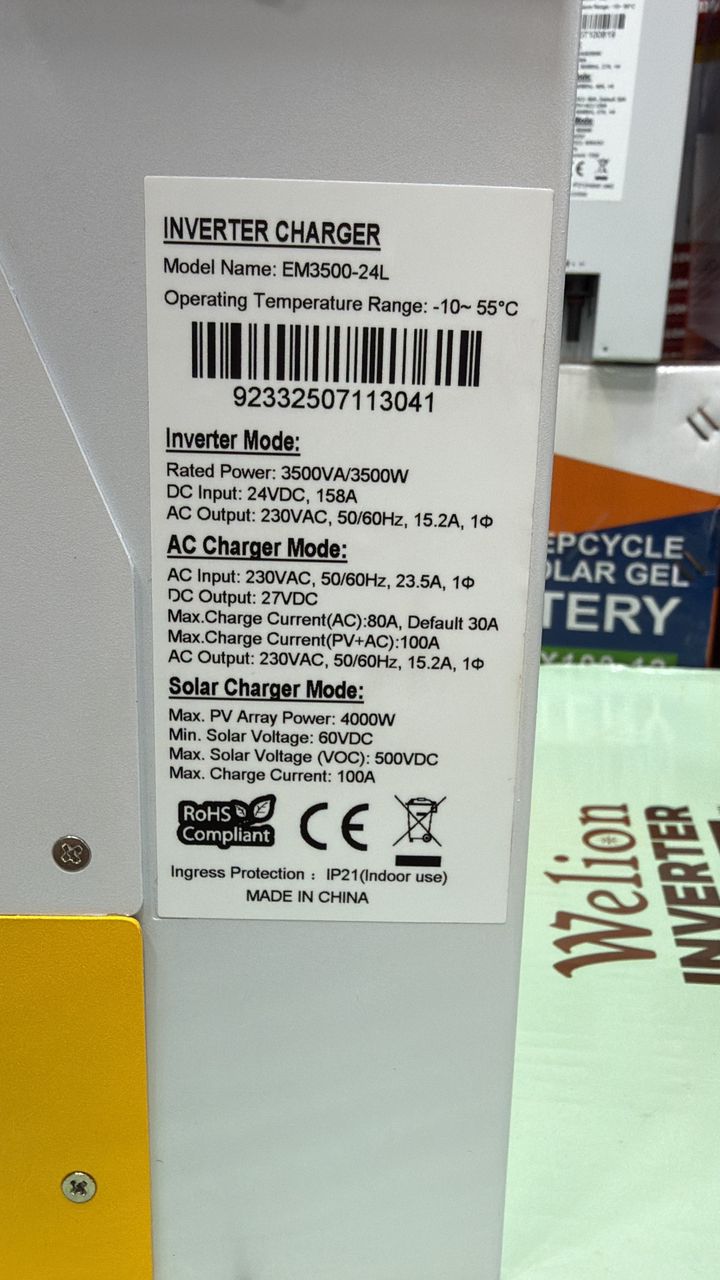 INVERTER CHARGER
Model Name: EM3500-24L
Operating Temperature Range: -10~ 55°C
92332507113041
Inverter Mode:
Rated Power: 3500VA/3500W
DC Input: 24VDC, 158A
AC Output: 230VAC, 50/60Hz, 15.2A, 1Φ
AC Charger Mode:
AC Input: 230VAC, 50/60Hz, 23.5A, 1Φ
DC Output: 27VDC
Max.Charge Current(AC):80A, Default 30A
Max.Charge Current(PV+AC):100A
AC Output: 230VAC, 50/60Hz, 15.2A, 1Φ
Solar Charger Mode:
Max. PV Array Power: 4000W
Min. Solar Voltage: 60VDC
Max. Solar Voltage (VOC): 500VDC
Max. Charge Current: 100A
RoHS
Compliant
CE
Ingress Protection : IP21(Indoor use)
MADE IN CHINA
EPCYCLE
OLAR GEL
TERY
Welion
INVERTER